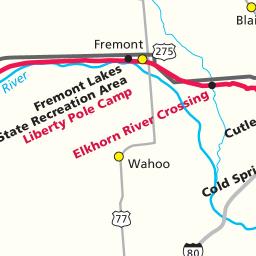 Blai
Fremont
275
River
Fremont Lakes
State Recreation Area
Liberty Pole Camp
Elkhorn River Crossing
Cutle
Wahoo
Cold Spri
77
80